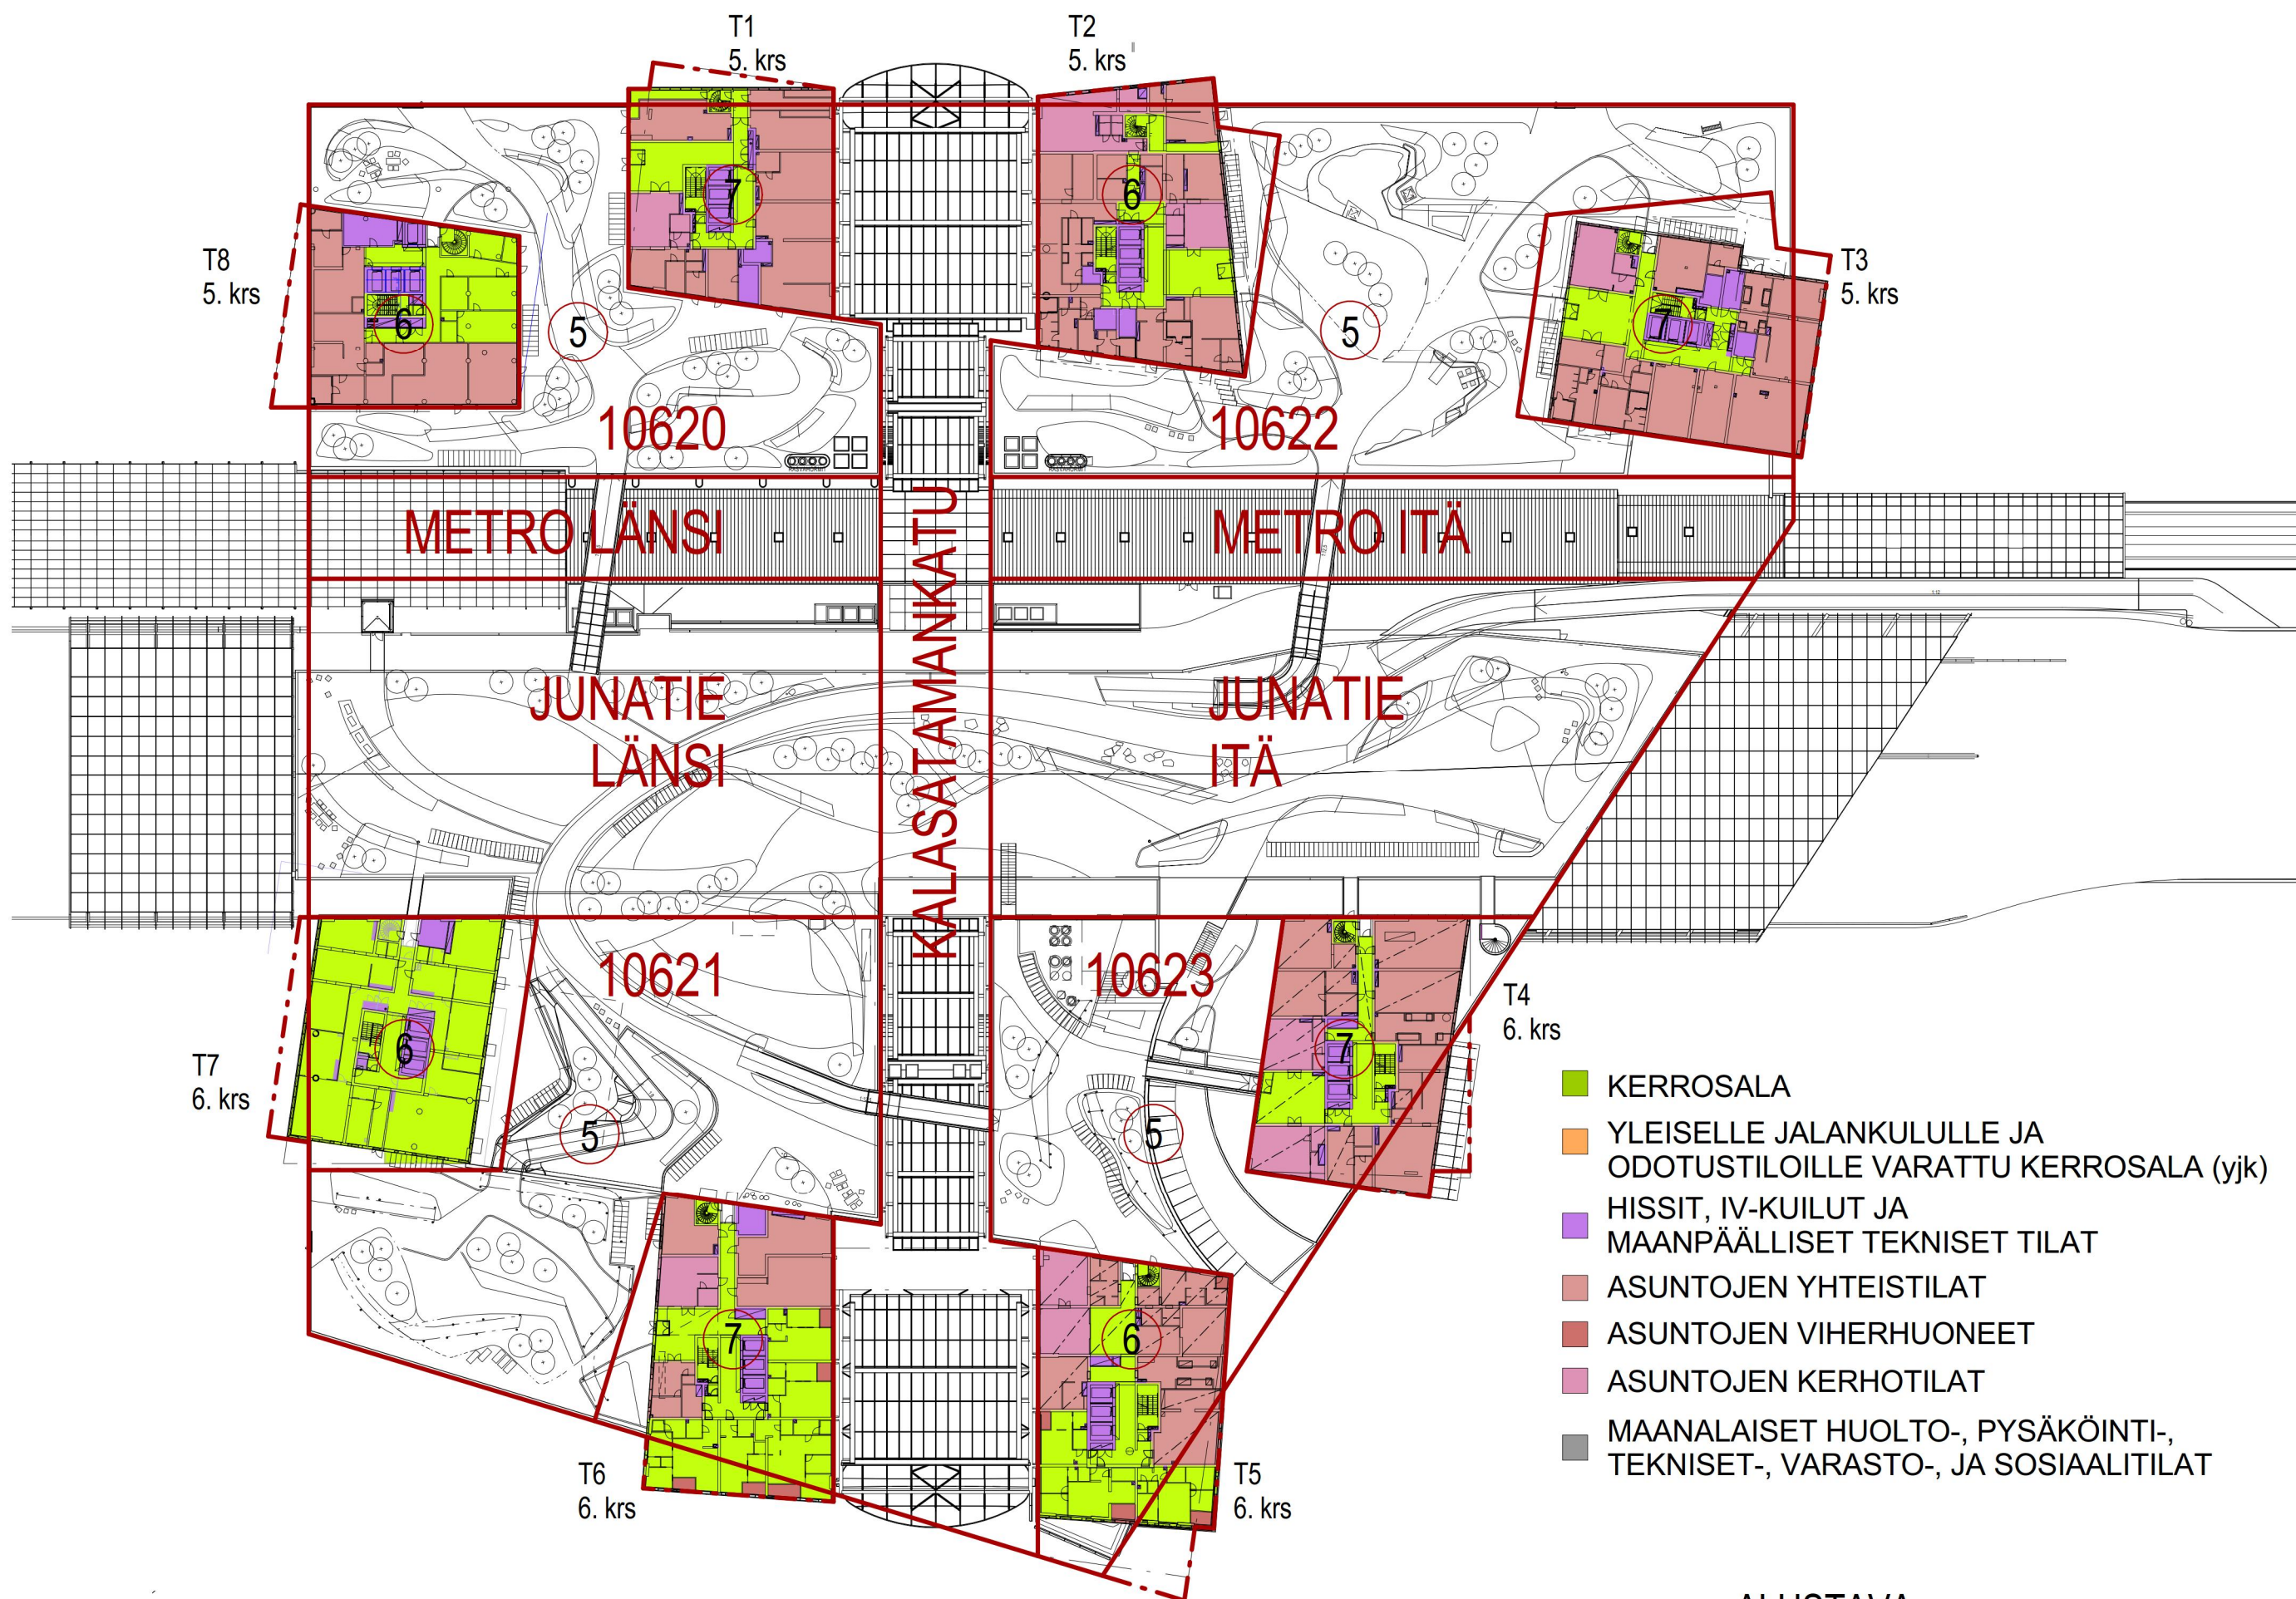 T1
5. krs
T2
5. krs
7
6
T8
5. krs
T3
5. krs
6
5
5
7
10620
10622
METRO LÄNSI
METRO ITÄ
KALASATAMANKATU
JUNATIE
LÄNSI
JUNATIE
ITÄ
10621
10623
T7
6. krs
6
7
T4
6. krs
5
5
7
6
T6
6. krs
T5
6. krs
KERROSALA
YLEISELLE JALANKULULLE JA
ODOTUSTILOILLE VARATTU KERROSALA (yjk)
HISSIT, IV-KUILUT JA
MAANPÄÄLLISET TEKNISET TILAT
ASUNTOJEN YHTEISTILAT
ASUNTOJEN VIHERHUONEET
ASUNTOJEN KERHOTILAT
MAANALAISET HUOLTO-, PYSÄKÖINTI-,
TEKNISET-, VARASTO-, JA SOSIAALITILAT